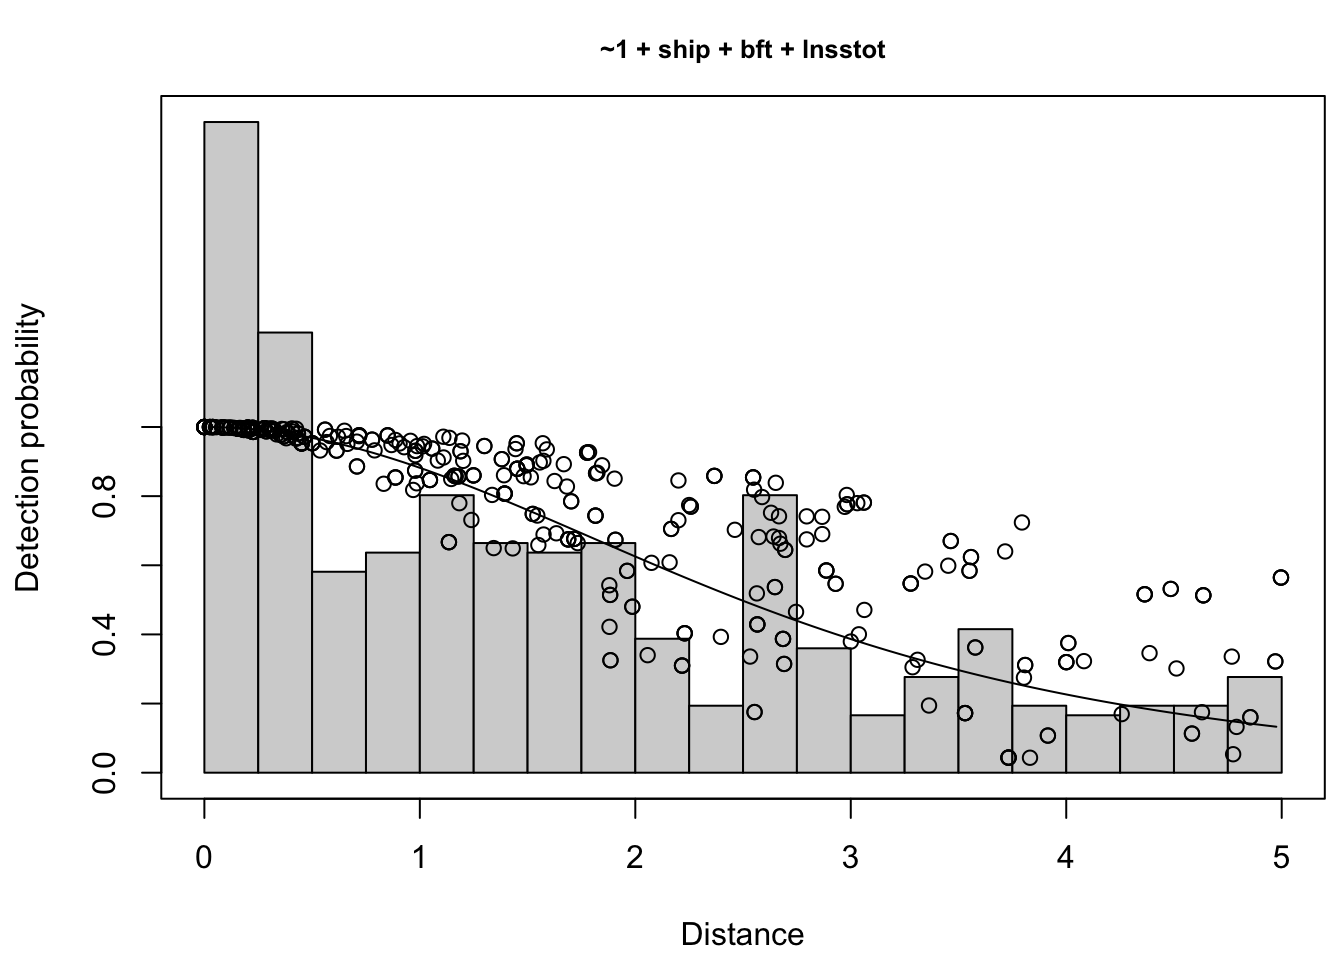 ~1 + ship + bft + lnsstot
Detection probability
0.8
0.4
0.0
0 1 2 3 4 5
Distance